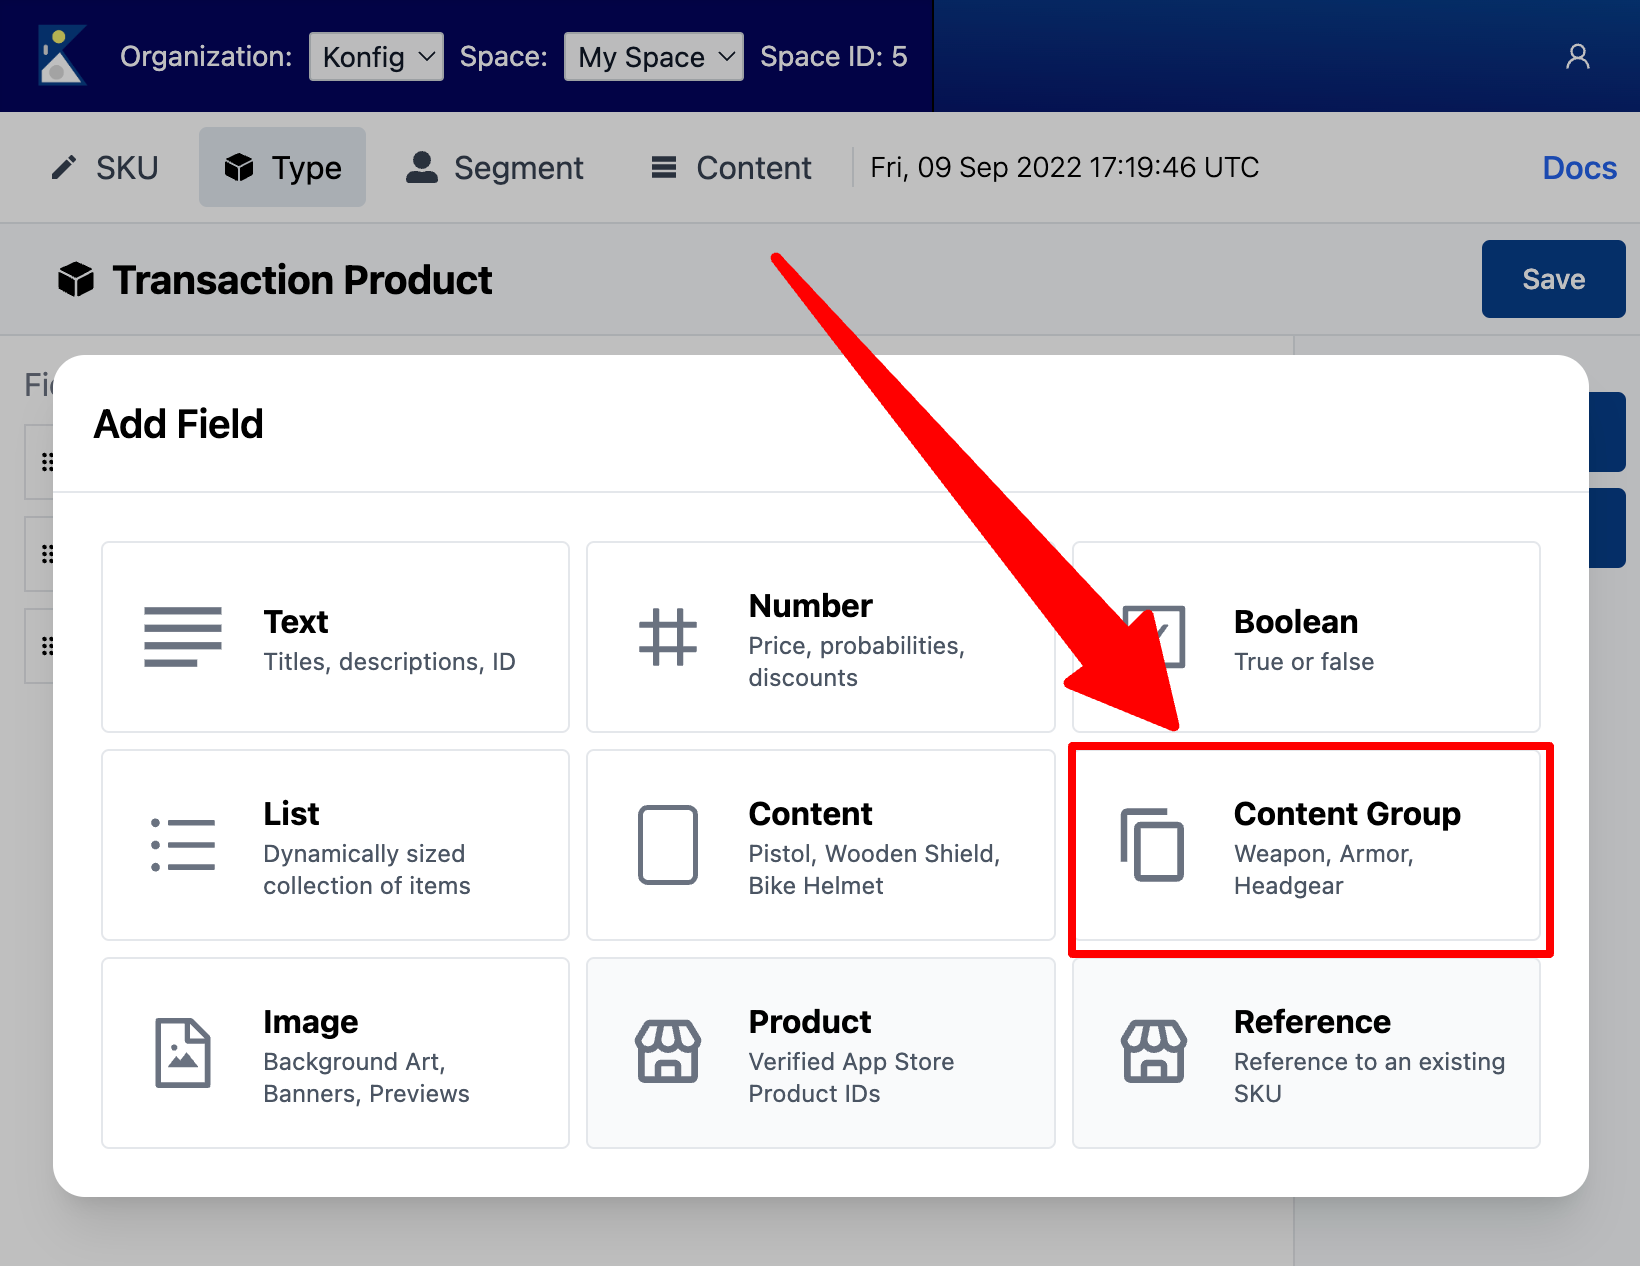 Organization: Konfig Space: My Space Space ID: 5
SKU Type Segment Content Fri, 09 Sep 2022 17:19:46 UTC Docs
Transaction Product Save
Add Field
Text
Titles, descriptions, ID
Number
Price, probabilities,
discounts
Boolean
True or false
List
Dynamically sized
collection of items
Content
Pistol, Wooden Shield,
Bike Helmet
Content Group
Weapon, Armor,
Headgear
Image
Background Art,
Banners, Previews
Product
Verified App Store
Product IDs
Reference
Reference to an existing
SKU